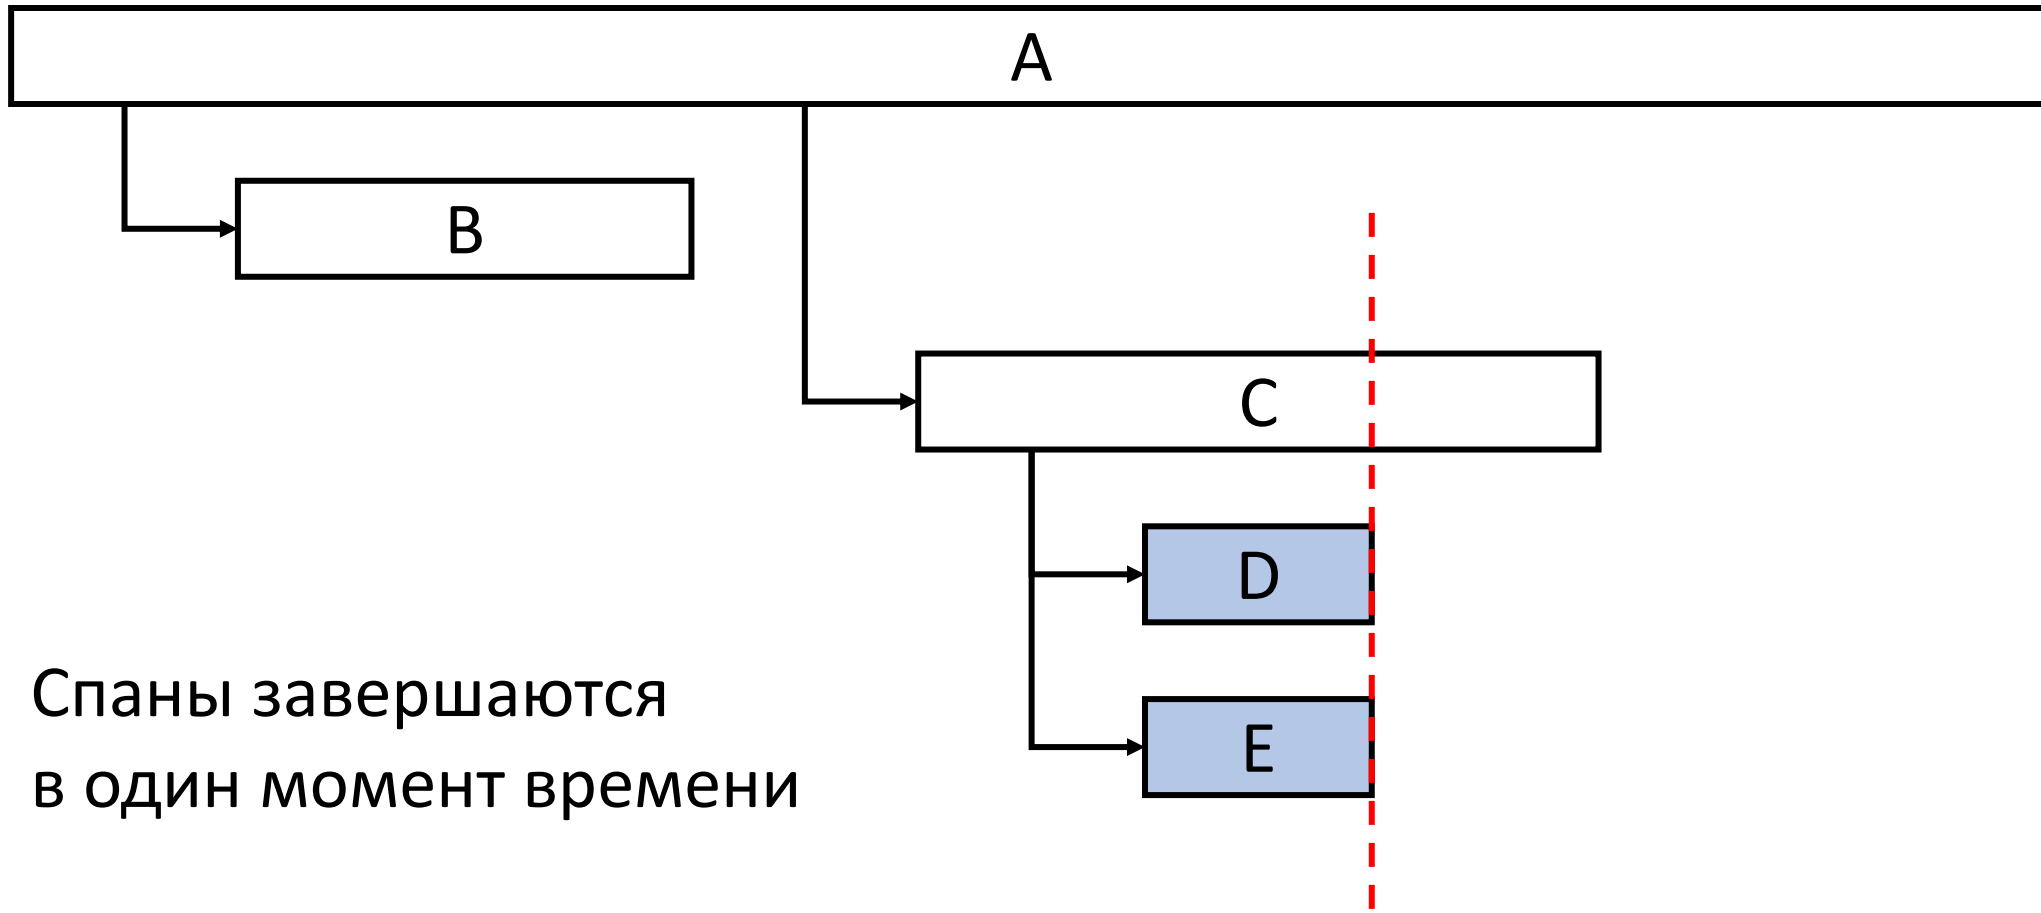 A
B
C
D
E
Спаны завершаются
в один момент времени